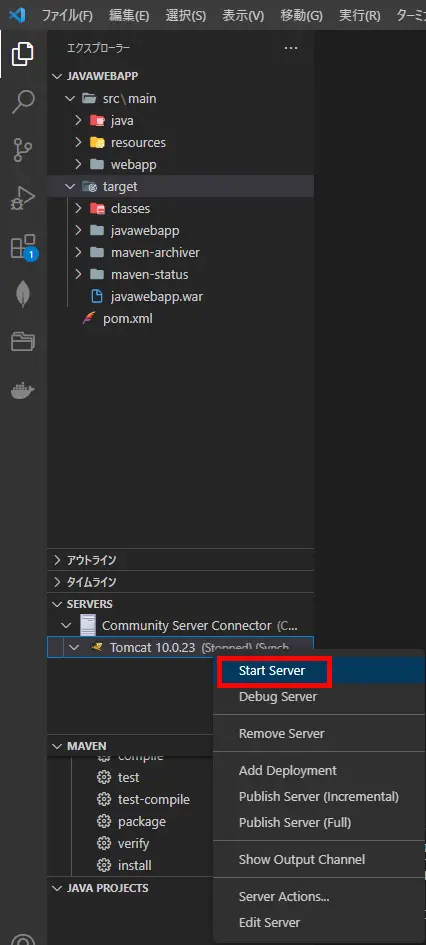 ファイル(F) 編集(E) 選択(S) 表示(V) 移動(G) 実行(R) ターミ
エクスプローラー ...
JAVAWEBAPP
src\main
java
resources
webapp
target
classes
javawebapp
maven-archiver
maven-status
javawebapp.war
pom.xml
1
アウトライン
タイムライン
SERVERS
Community Server Connector (C...
Tomcat 10.0.23 (Stopped) (Synch
Start Server
Debug Server
Remove Server
Add Deployment
Publish Server (Incremental)
Publish Server (Full)
Show Output Channel
Server Actions...
Edit Server
MAVEN
compile
test
test-compile
package
verify
install
JAVA PROJECTS